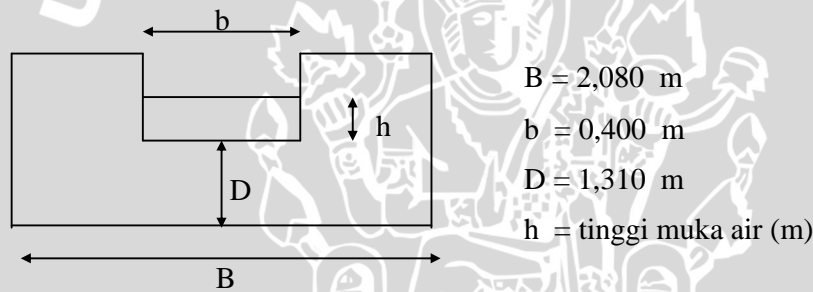 b
h
D
B
B = 2,080 m
b = 0,400 m
D = 1,310 m
h = tinggi muka air (m)